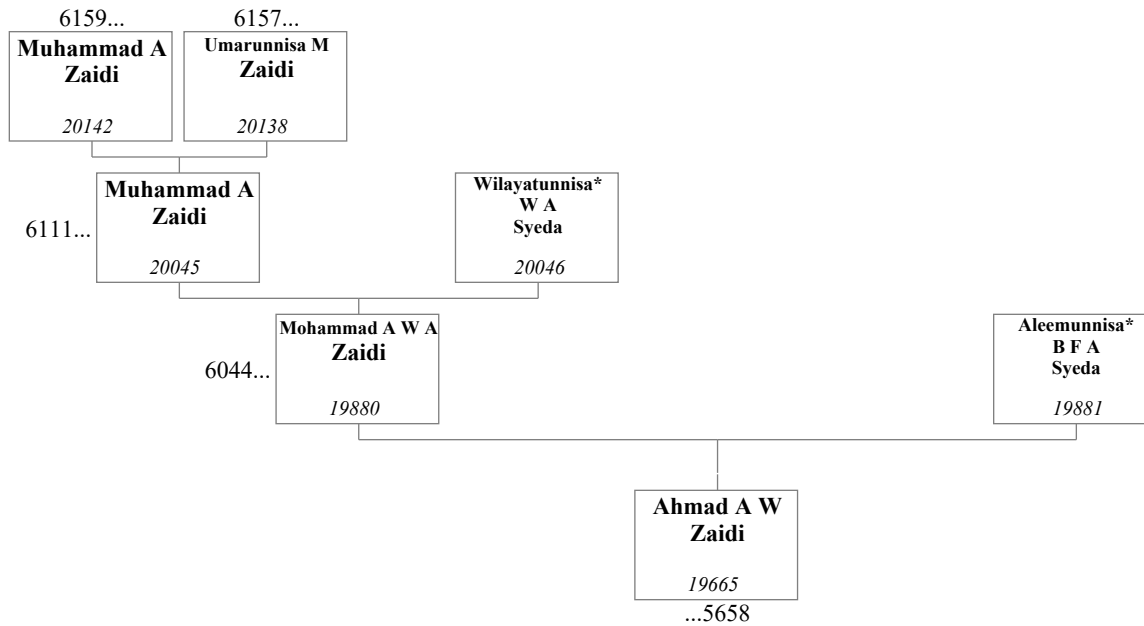 6159...
6157...
Muhammad A
Zaidi
20142
Umarunnisa M
Zaidi
20138
6111...
Muhammad A
Zaidi
20045
Wilayatunnisa*
W A
Syeda
20046
6044...
Mohammad A W A
Zaidi
19880
Aleemunnisa*
B F A
Syeda
19881
Ahmad A W
Zaidi
19665
...5658